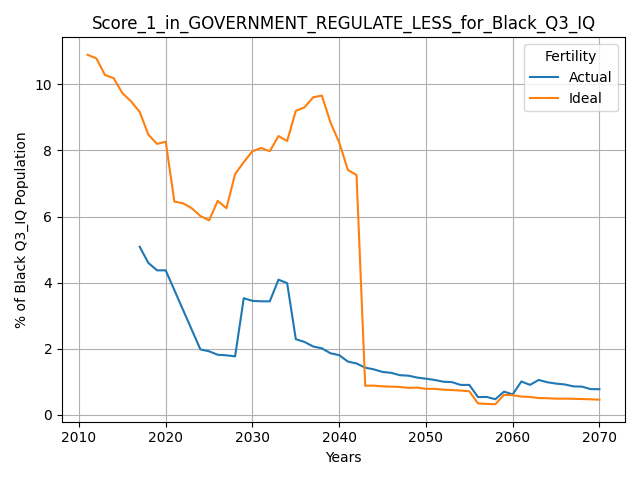 Score_1_in_GOVERNMENT_REGULATE_LESS_for_Black_Q3_IQ
Fertility
Actual
Ideal
% of Black Q3_IQ Population
10
8
6
4
2
0
2010 2020 2030 2040 2050 2060 2070
Years